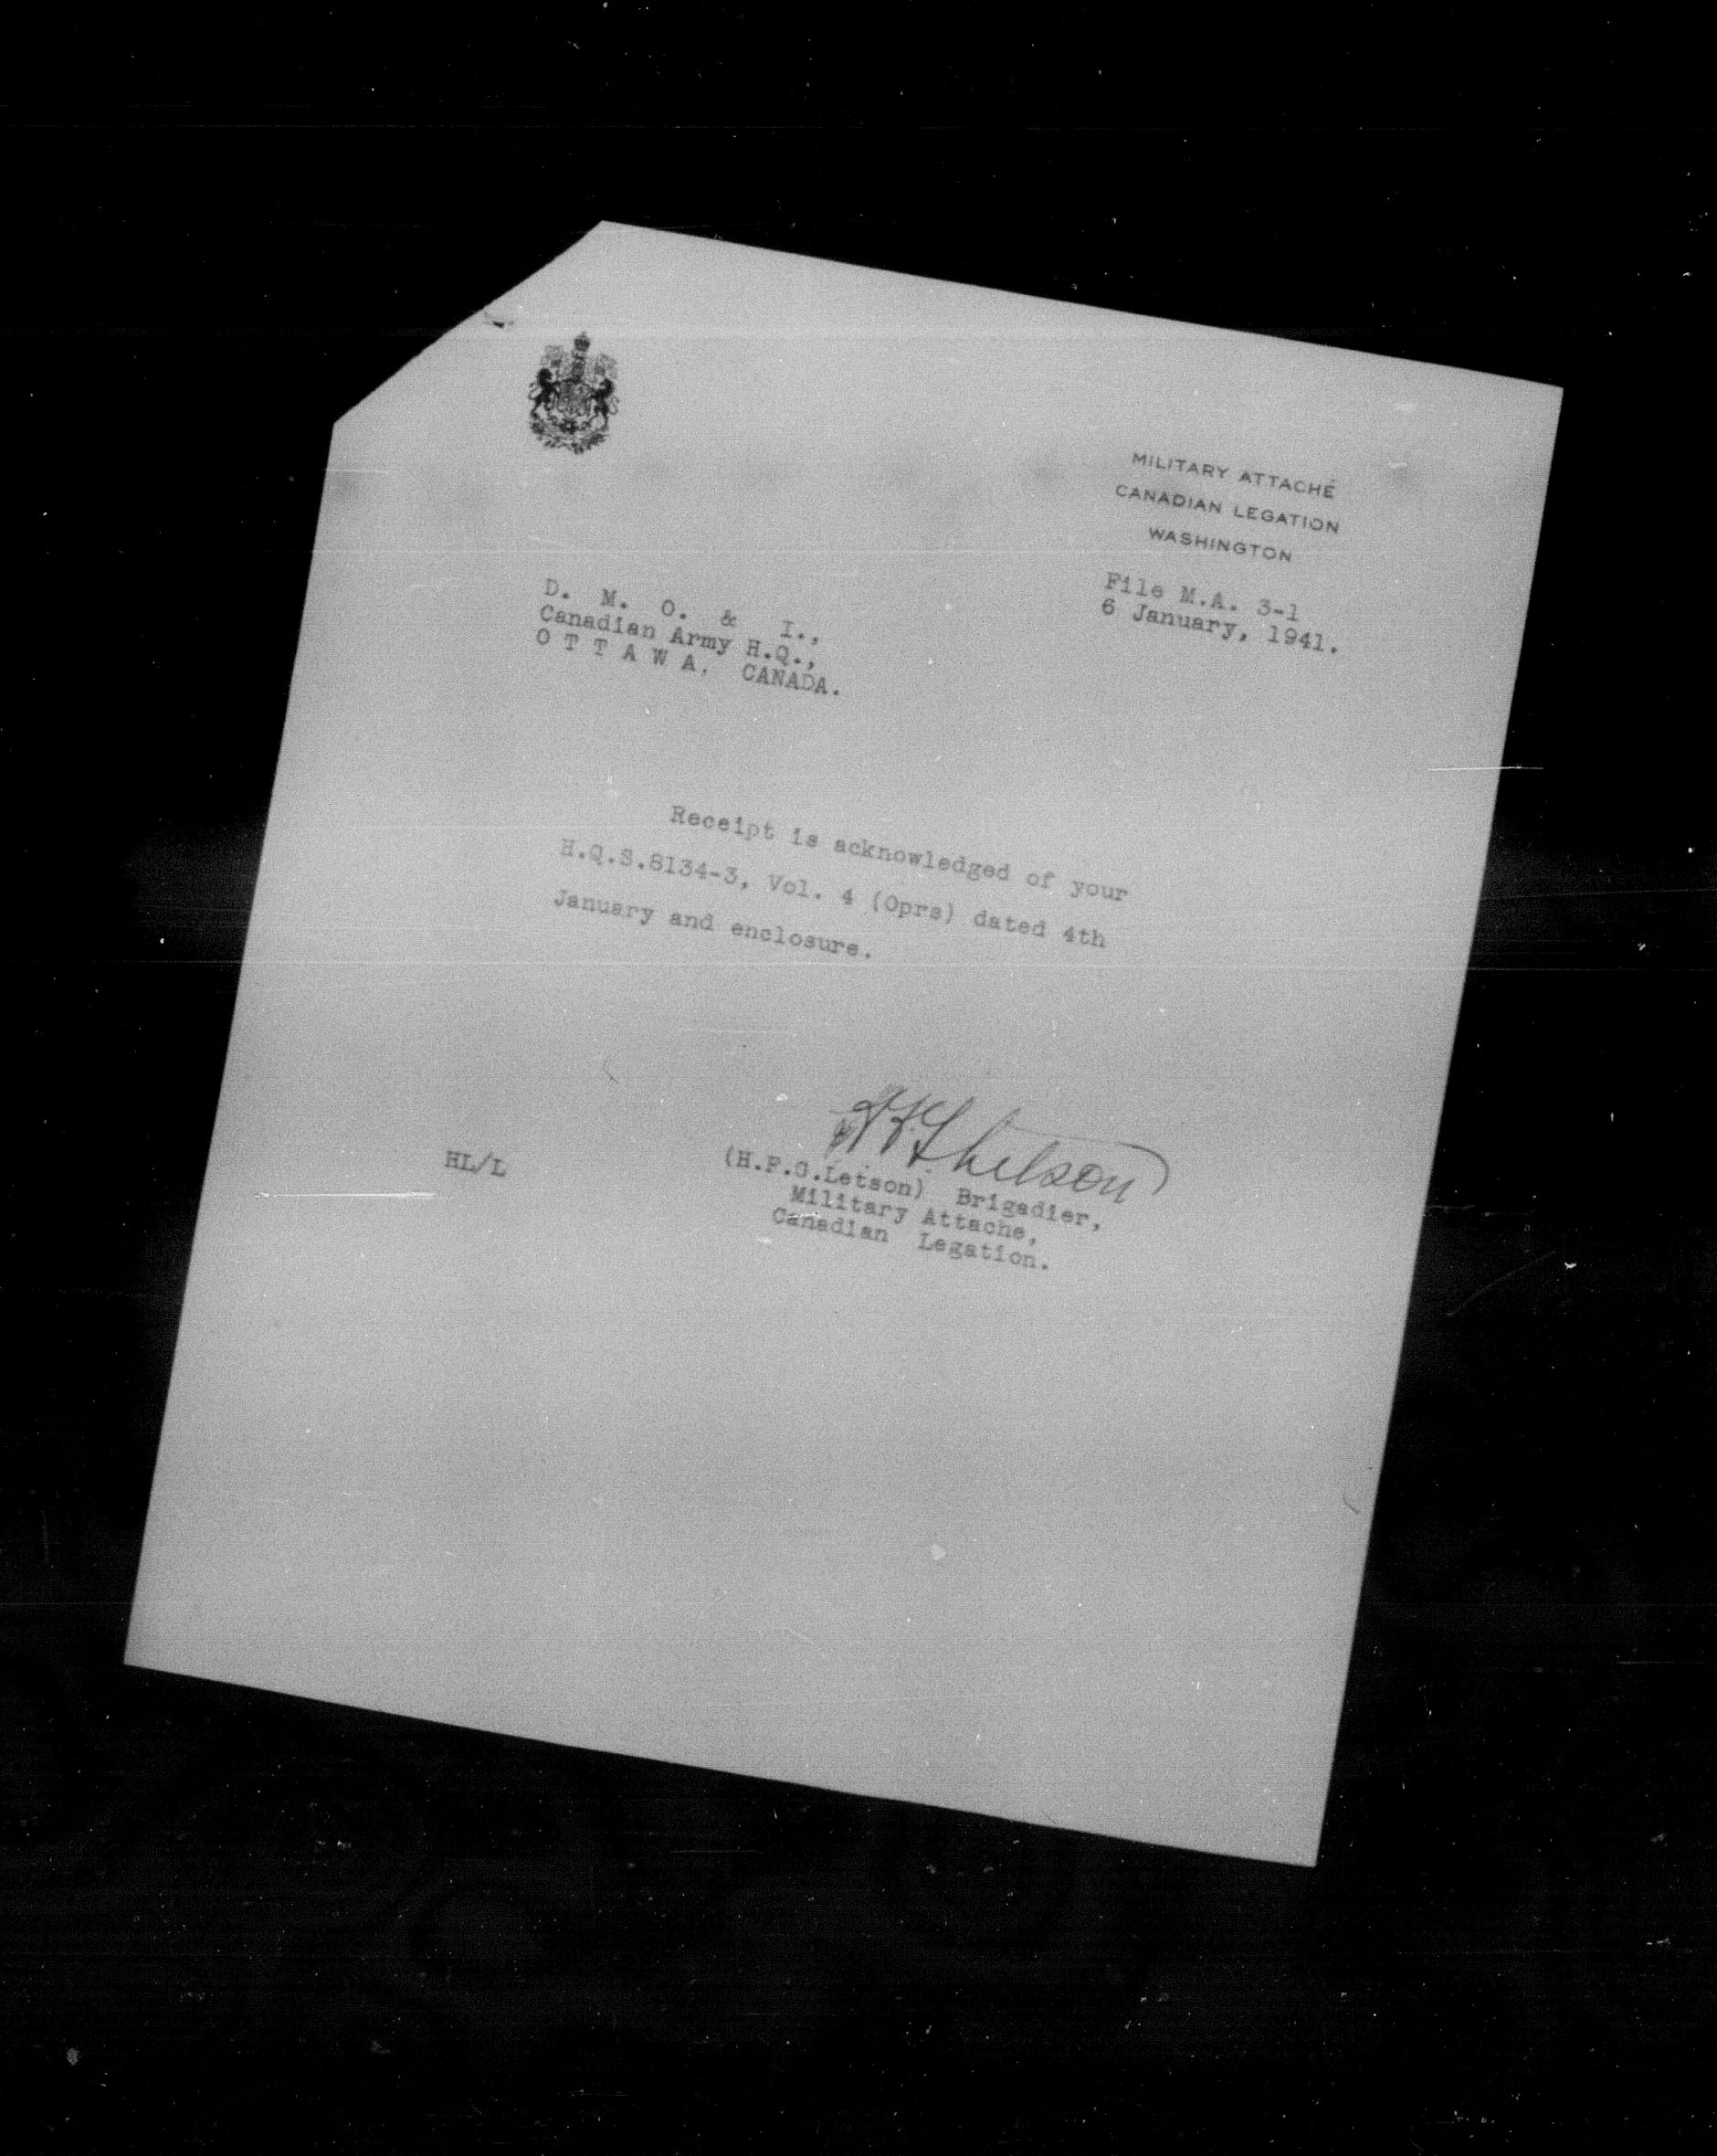 MILITARY ATTACHÉ
CANADIAN LEGATION
WASHINGTON
File M.A. 3-1
6 January, 1941.
D. M. O. & I.,
Canadian Army H.Q.,
O T T A W A, CANADA.
Receipt is acknowledged of your
H.Q.S.8134-3, Vol. 4 (Oprs) dated 4th
January and enclosure.
HL/L
(H.F.G.Letson) Brigadier,
Military Attache,
Canadian Legation.